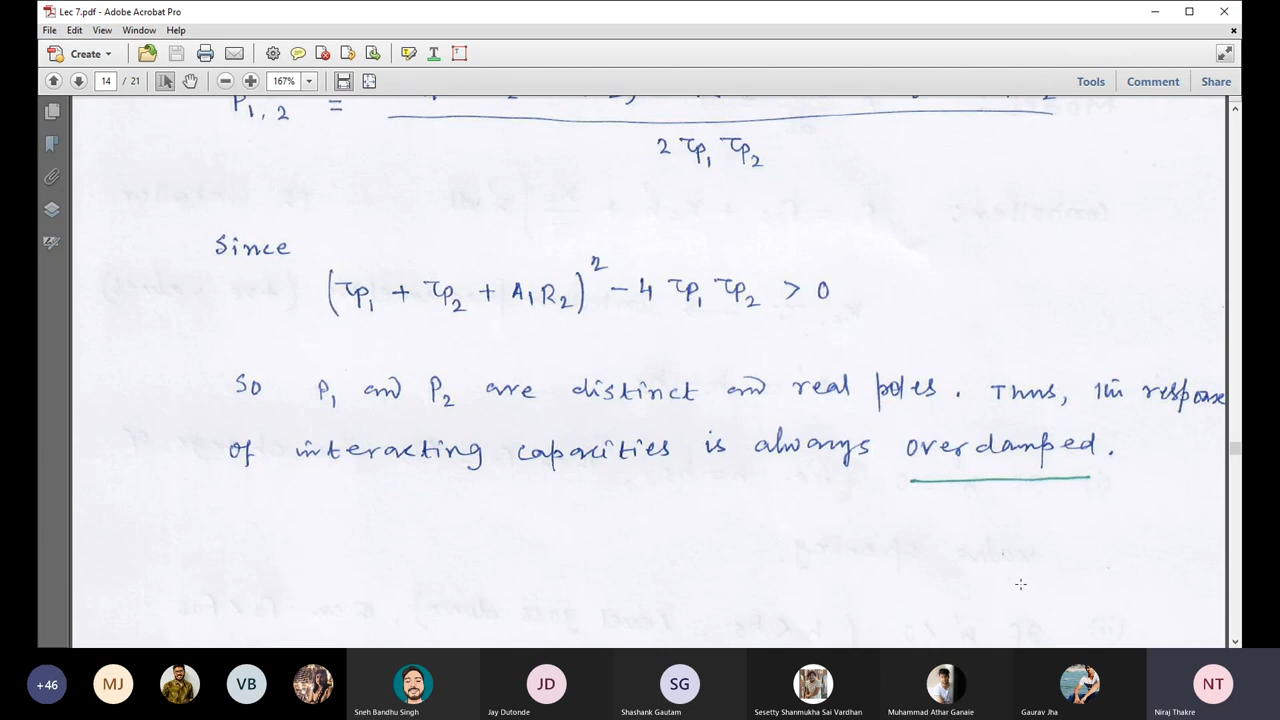 Lec 7.pdf - Adobe Acrobat Pro
File Edit View Window Help
Create
14 / 21 167% Tools Comment Share
P1,2 =
2 τp1 τp2
Since
(τp1 + τp2 + A1R2)² - 4 τp1 τp2 > 0
So P1 and P2 are distinct and real poles. Thus, the response
of interacting capacities is always overdamped.
+46 MJ VB JD SG NT
Sneh Bandhu Singh Jay Dutonde Shashank Gautam Sesetty Shanmukha Sai Vardhan Muhammad Athar Ganaie Gaurav Jha Niraj Thakre